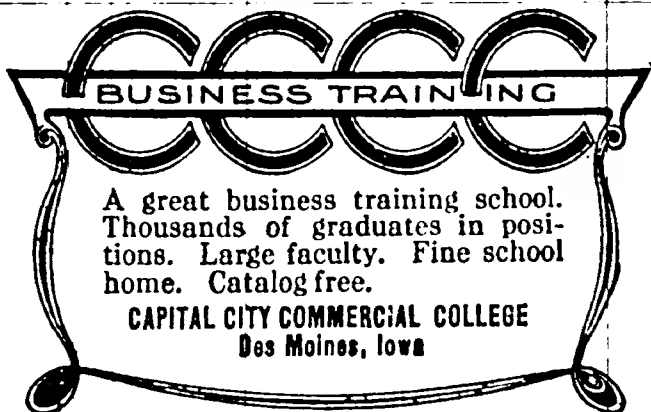 CCCC
BUSINESS TRAINING
A great business training school.
Thousands of graduates in posi-
tions. Large faculty. Fine school
home. Catalog free.
CAPITAL CITY COMMERCIAL COLLEGE
Des Moines, Iowa